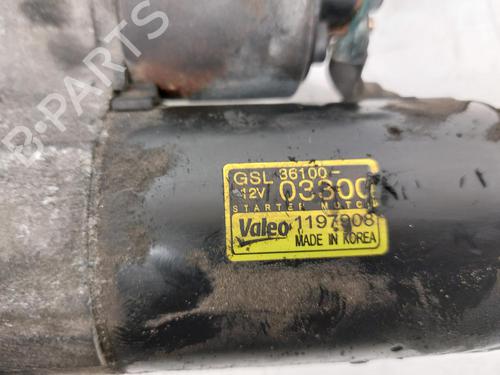 B-PARTS
GSL 36100-
12V 03300
STARTER MOTOR
Valeo 1197908
MADE IN KOREA